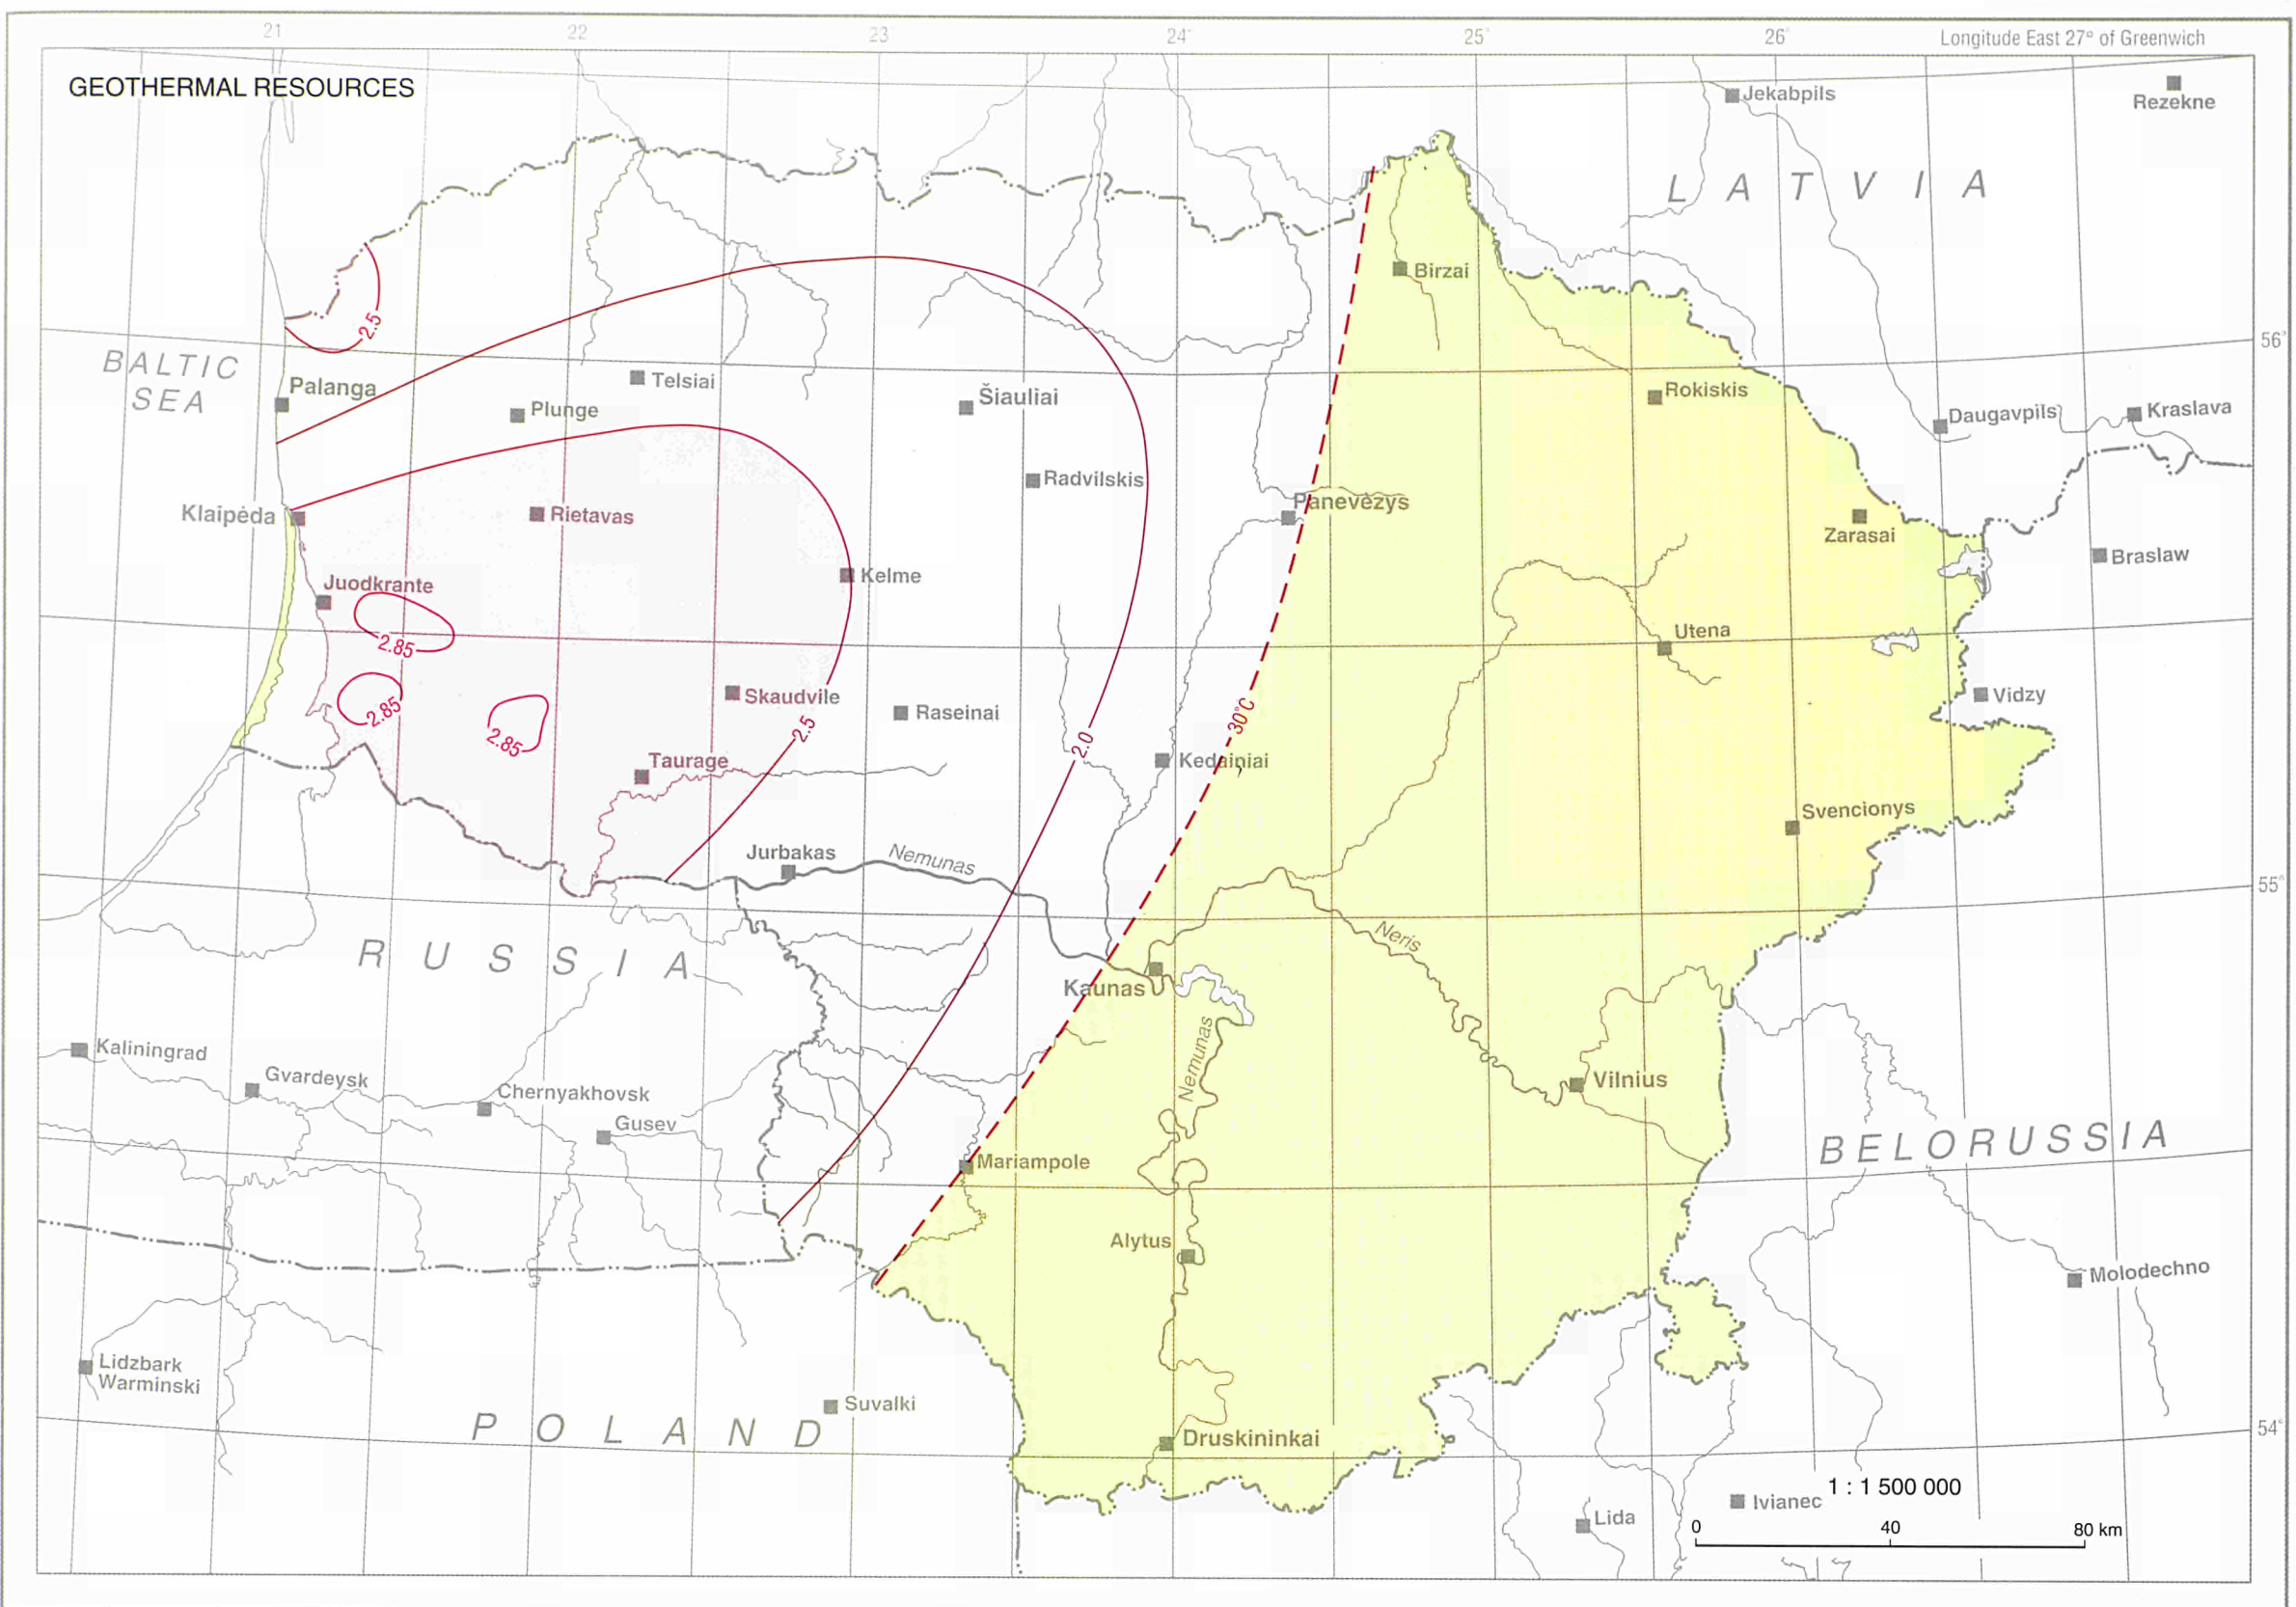 21 22 23 24° 25° 26° Longitude East 27° of Greenwich
GEOTHERMAL RESOURCES
Jekabpils
Rezekne
LATVIA
Birzai
2.5
56°
BALTIC
SEA
Palanga
Telsiai
Plunge
Šiauliai
Rokiskis
Daugavpils
Kraslava
Radvilskis
Panevėzys
Klaipėda
Rietavas
Zarasai
Braslaw
Kelme
Juodkrante
2.85
Utena
Skaudvile
Vidzy
2.85
2.85
2.5
Raseinai
30°C
2.0
Taurage
Kedainiai
Svencionys
Jurbakas
Nemunas
55°
RUSSIA
Neris
Kaunas
Nemunas
Kaliningrad
Gvardeysk
Chernyakhovsk
Gusev
Vilnius
BELORUSSIA
Mariampole
Alytus
Molodechno
Lidzbark
Warminski
Suvalki
POLAND
Druskininkai
54°
1 : 1 500 000
Ivianec
Lida
0 40 80 km